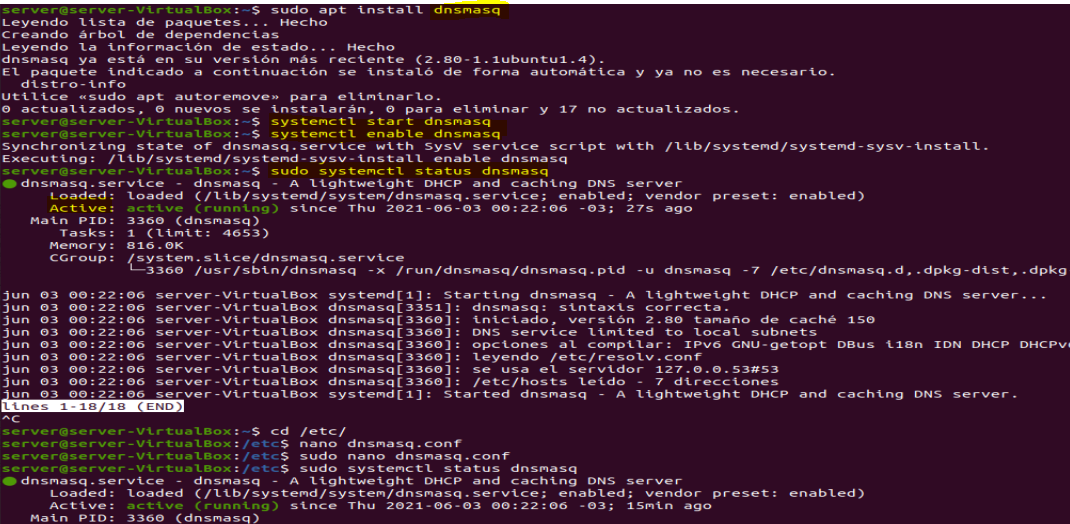 server@server-VirtualBox:~$ sudo apt install dnsmasq
Leyendo lista de paquetes... Hecho
Creando árbol de dependencias
Leyendo la información de estado... Hecho
dnsmasq ya está en su versión más reciente (2.80-1.1ubuntu1.4).
El paquete indicado a continuación se instaló de forma automática y ya no es necesario.
  distro-info
Utilice «sudo apt autoremove» para eliminarlo.
0 actualizados, 0 nuevos se instalarán, 0 para eliminar y 17 no actualizados.
server@server-VirtualBox:~$ systemctl start dnsmasq
server@server-VirtualBox:~$ systemctl enable dnsmasq
Synchronizing state of dnsmasq.service with SysV service script with /lib/systemd/systemd-sysv-install.
Executing: /lib/systemd/systemd-sysv-install enable dnsmasq
server@server-VirtualBox:~$ sudo systemctl status dnsmasq
● dnsmasq.service - dnsmasq - A lightweight DHCP and caching DNS server
     Loaded: loaded (/lib/systemd/system/dnsmasq.service; enabled; vendor preset: enabled)
     Active: active (running) since Thu 2021-06-03 00:22:06 -03; 27s ago
   Main PID: 3360 (dnsmasq)
      Tasks: 1 (limit: 4653)
     Memory: 816.0K
     CGroup: /system.slice/dnsmasq.service
             └─3360 /usr/sbin/dnsmasq -x /run/dnsmasq/dnsmasq.pid -u dnsmasq -7 /etc/dnsmasq.d,.dpkg-dist,.dpkg
jun 03 00:22:06 server-VirtualBox systemd[1]: Starting dnsmasq - A lightweight DHCP and caching DNS server...
jun 03 00:22:06 server-VirtualBox dnsmasq[3351]: dnsmasq: sintaxis correcta.
jun 03 00:22:06 server-VirtualBox dnsmasq[3360]: iniciado, versión 2.80 tamaño de caché 150
jun 03 00:22:06 server-VirtualBox dnsmasq[3360]: DNS service limited to local subnets
jun 03 00:22:06 server-VirtualBox dnsmasq[3360]: opciones al compilar: IPv6 GNU-getopt DBus i18n IDN DHCP DHCPv
jun 03 00:22:06 server-VirtualBox dnsmasq[3360]: leyendo /etc/resolv.conf
jun 03 00:22:06 server-VirtualBox dnsmasq[3360]: se usa el servidor 127.0.0.53#53
jun 03 00:22:06 server-VirtualBox dnsmasq[3360]: /etc/hosts leído - 7 direcciones
jun 03 00:22:06 server-VirtualBox systemd[1]: Started dnsmasq - A lightweight DHCP and caching DNS server.
lines 1-18/18 (END)
^C
server@server-VirtualBox:~$ cd /etc/
server@server-VirtualBox:/etc$ nano dnsmasq.conf
server@server-VirtualBox:/etc$ sudo nano dnsmasq.conf
server@server-VirtualBox:/etc$ sudo systemctl status dnsmasq
● dnsmasq.service - dnsmasq - A lightweight DHCP and caching DNS server
     Loaded: loaded (/lib/systemd/system/dnsmasq.service; enabled; vendor preset: enabled)
     Active: active (running) since Thu 2021-06-03 00:22:06 -03; 15min ago
   Main PID: 3360 (dnsmasq)